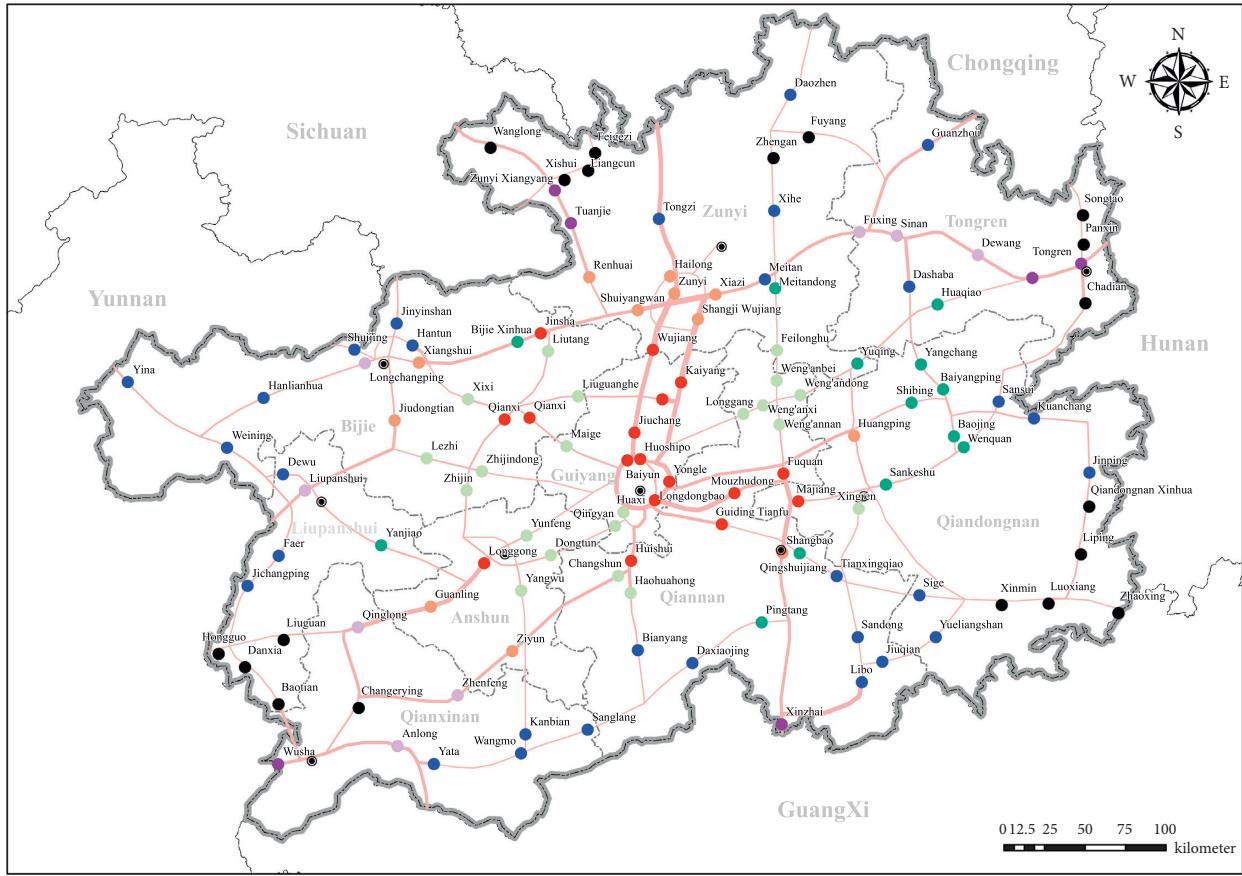 N
Chongqing
W
E
Daozhen
S
Sichuan
Wanglong
Feigezi
Fuyang
Guanzhou
Xishui
Liangcun
Zhengan
Zunyi Xiangyang
Zunyi
Tuanjie
Tongzi
Xihe
Songtao
Fuxing
Sinan
Tongren
Panxin
Dewang
Tongren
Renhuai
Hailong
Meitan
Zunyi
Xiazi
Meitandong
Dashaba
Chadian
Yunnan
Shuiyangwan
Shangji Wujiang
Huaqiao
Jinyinshan
Hantun
Bijie Xinhua
Jinsha
Liutang
Wujiang
Feilonghu
Hunan
Shuijing
Xiangshui
Yuqing
Yangchang
Yina
Longchangping
Kaiyang
Weng'anbei
Weng'andong
Baiyangping
Hanlianhua
Xixi
Liuguanghe
Shibing
Sansui
Jiudongtian
Qianxi
Qianxi
Jiuchang
Longgang
Weng'anxi
Kuanchang
Bijie
Weng'annan
Huangping
Baojing
Weining
Lezhi
Maige
Huoshipo
Wenquan
Dewu
Zhijindong
Guiyang
Baiyun
Yongle
Fuquan
Jinping
Liupanshui
Zhijin
Mouzhudong
Sankeshu
Huaxi
Longdongbao
Majiang
Xingren
Qiandongnan Xinhua
Liupanshui
Yanjiao
Yunfeng
Qingyan
Guiding Tianfu
Qiandongnan
Faer
Longgong
Dongtun
Huishui
Shangbao
Liping
Changshun
Qingshuijiang
Tianxingqiao
Jichangping
Yangwu
Haohuahong
Guanling
Anshun
Qiannan
Sige
Xinmin
Luoxiang
Zhaoxing
Qinglong
Pingtang
Liuguan
Hongguo
Ziyun
Bianyang
Sandong
Yueliangshan
Danxia
Daxiaojing
Jiuqian
Baotian
Changerying
Zhenfeng
Libo
Qianxinan
Xinzhai
Anlong
Kanbian
Sanglang
Wusha
Yata
Wangmo
GuangXi
0 12.5 25 50 75 100
kilometer